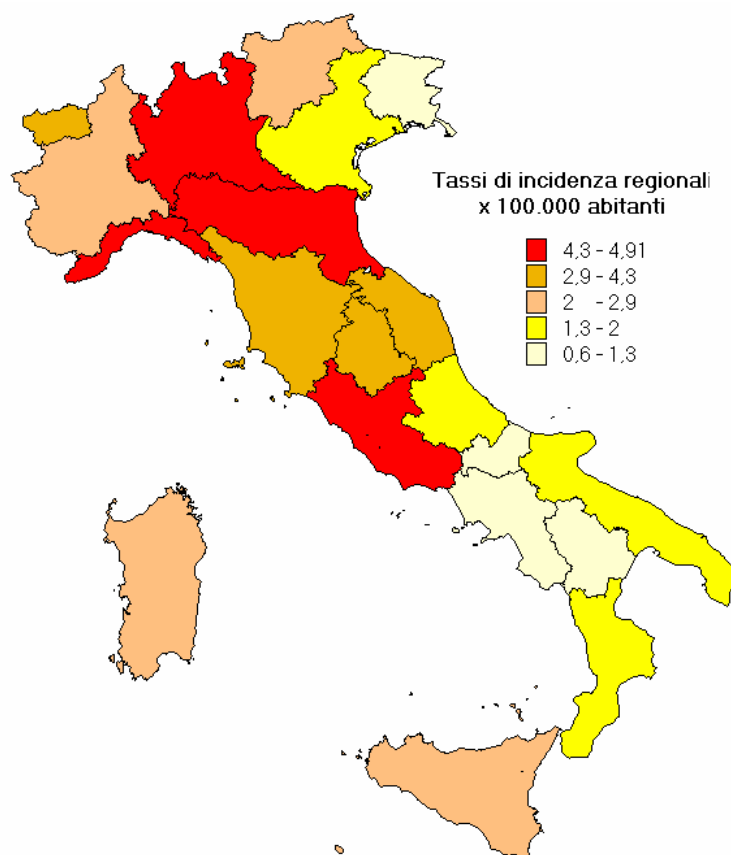 Tassi di incidenza regionali
x 100.000 abitanti
4,3 - 4,91
2,9 - 4,3
2 - 2,9
1,3 - 2
0,6 - 1,3